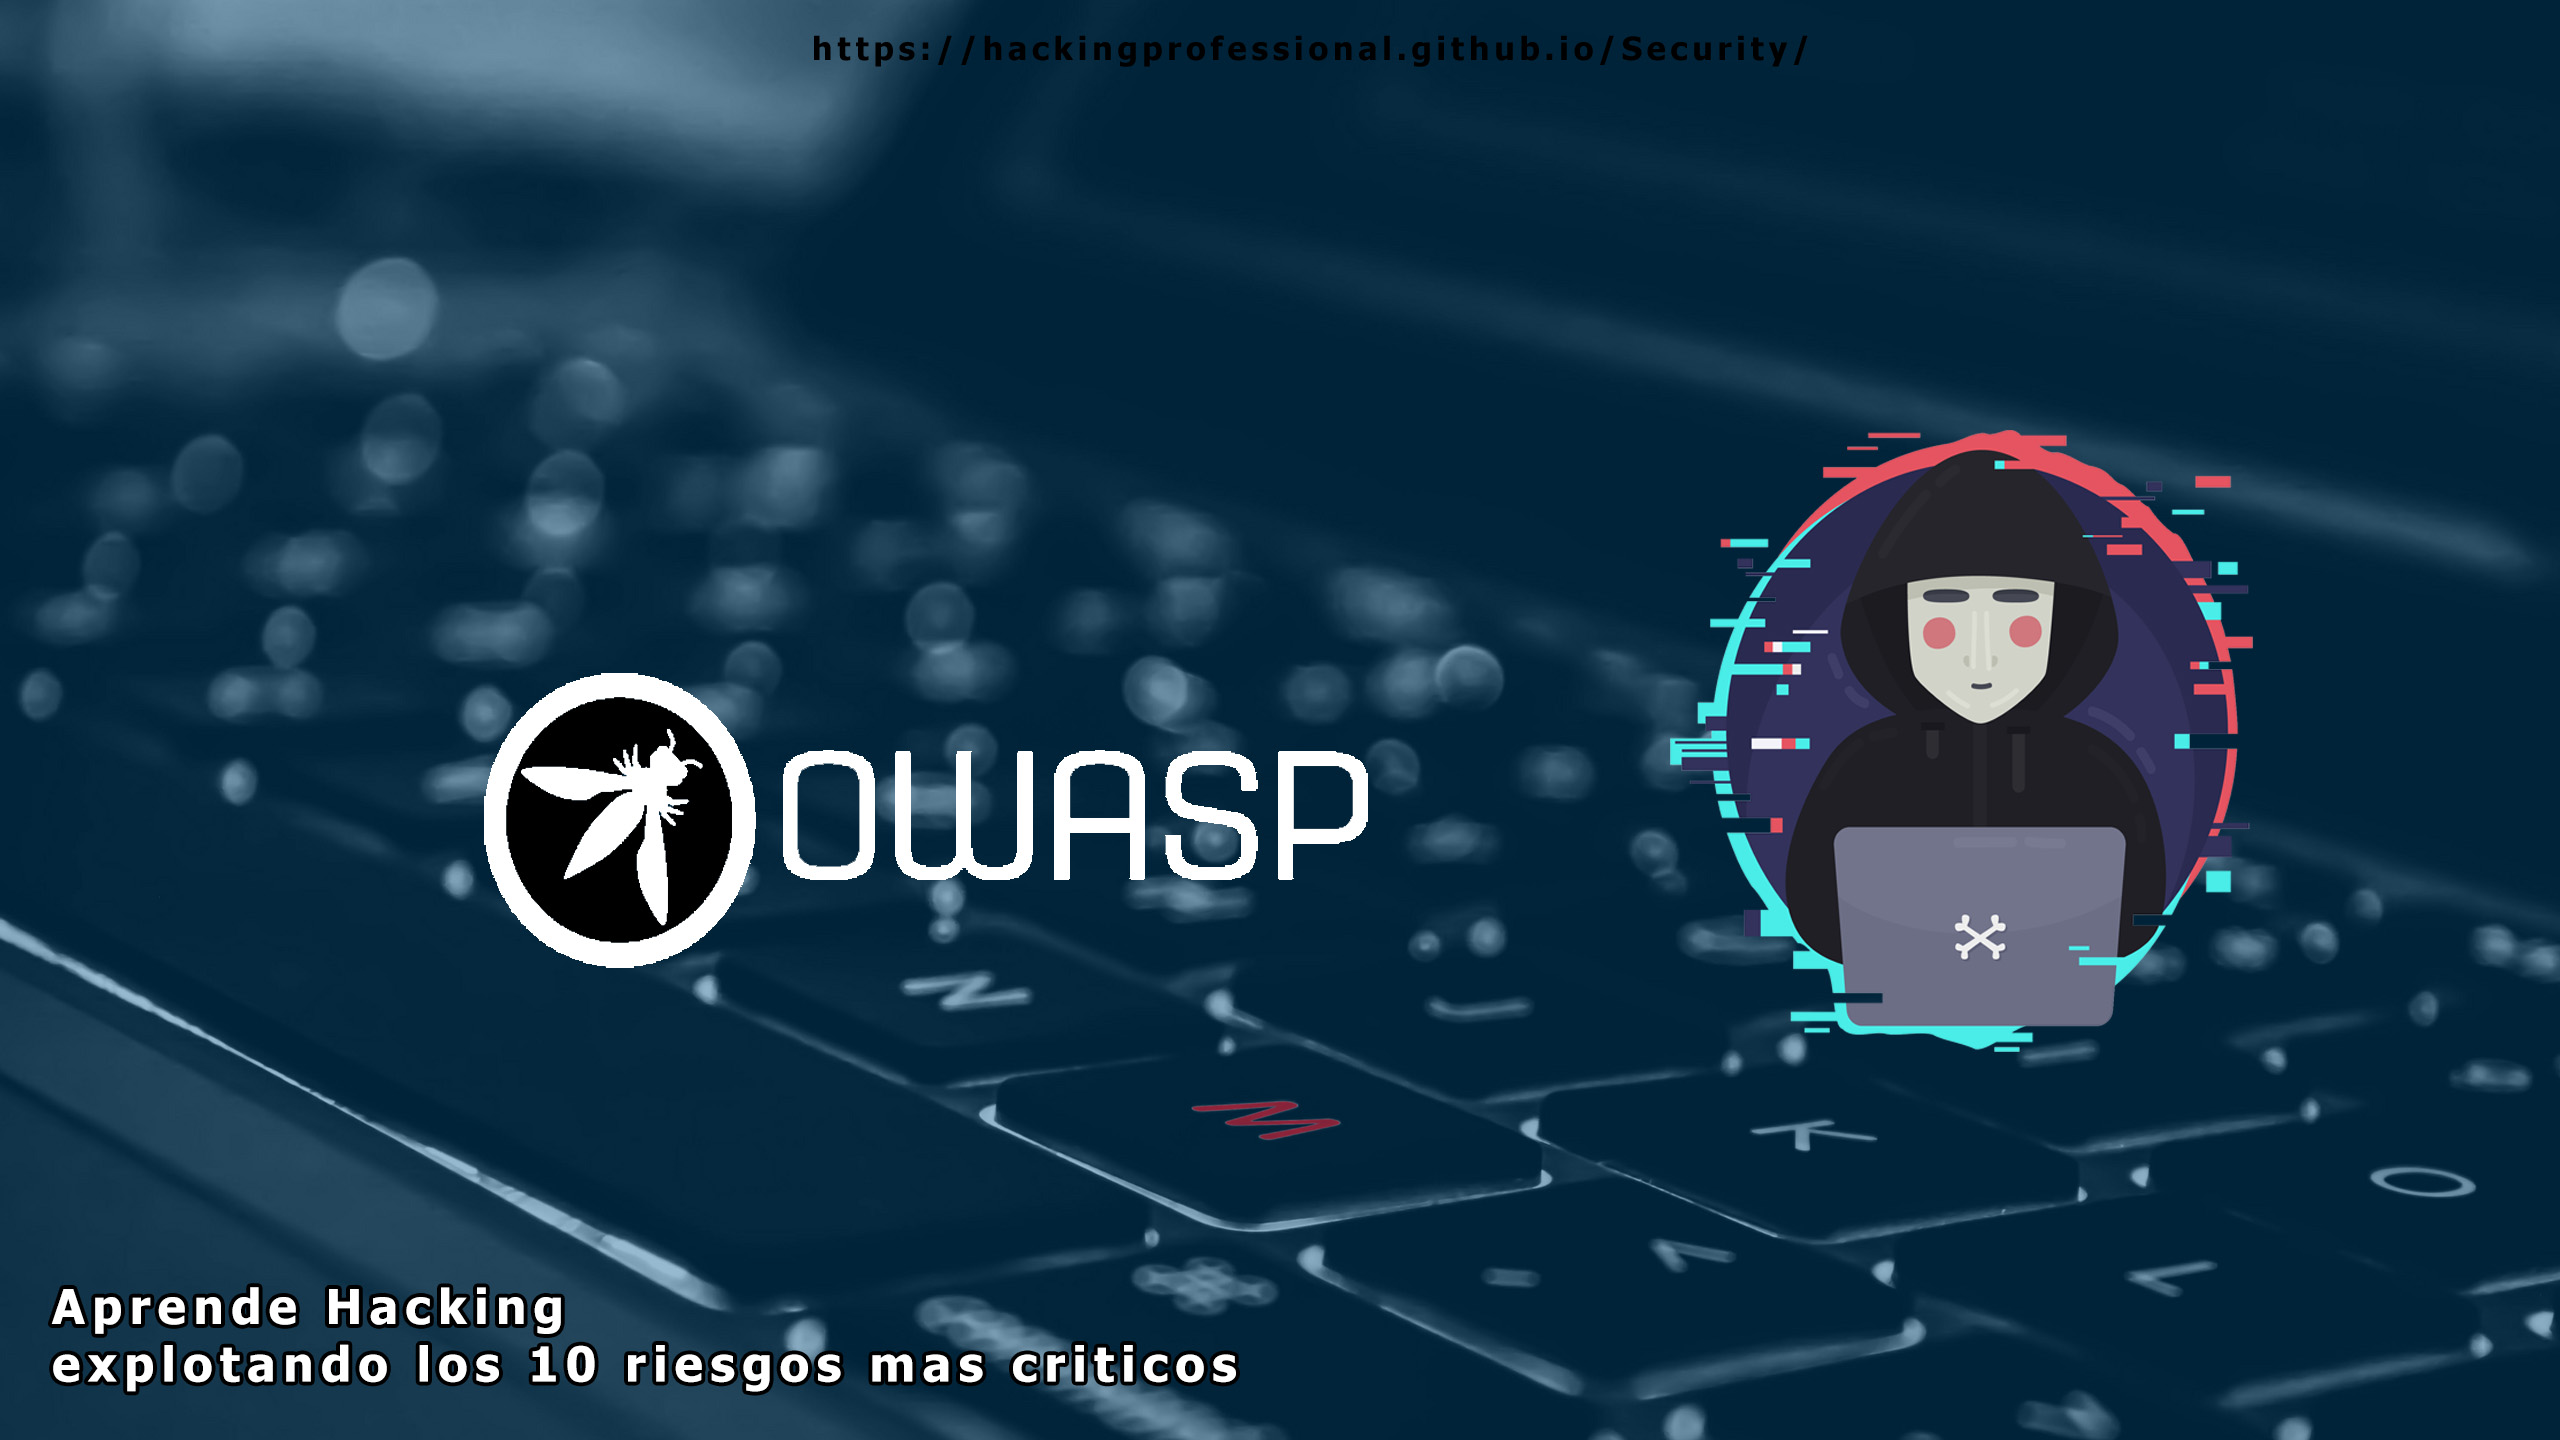 https://hackingprofessional.github.io/Security/
OWASP
N
M
K
O
Aprende Hacking
explotando los 10 riesgos mas criticos